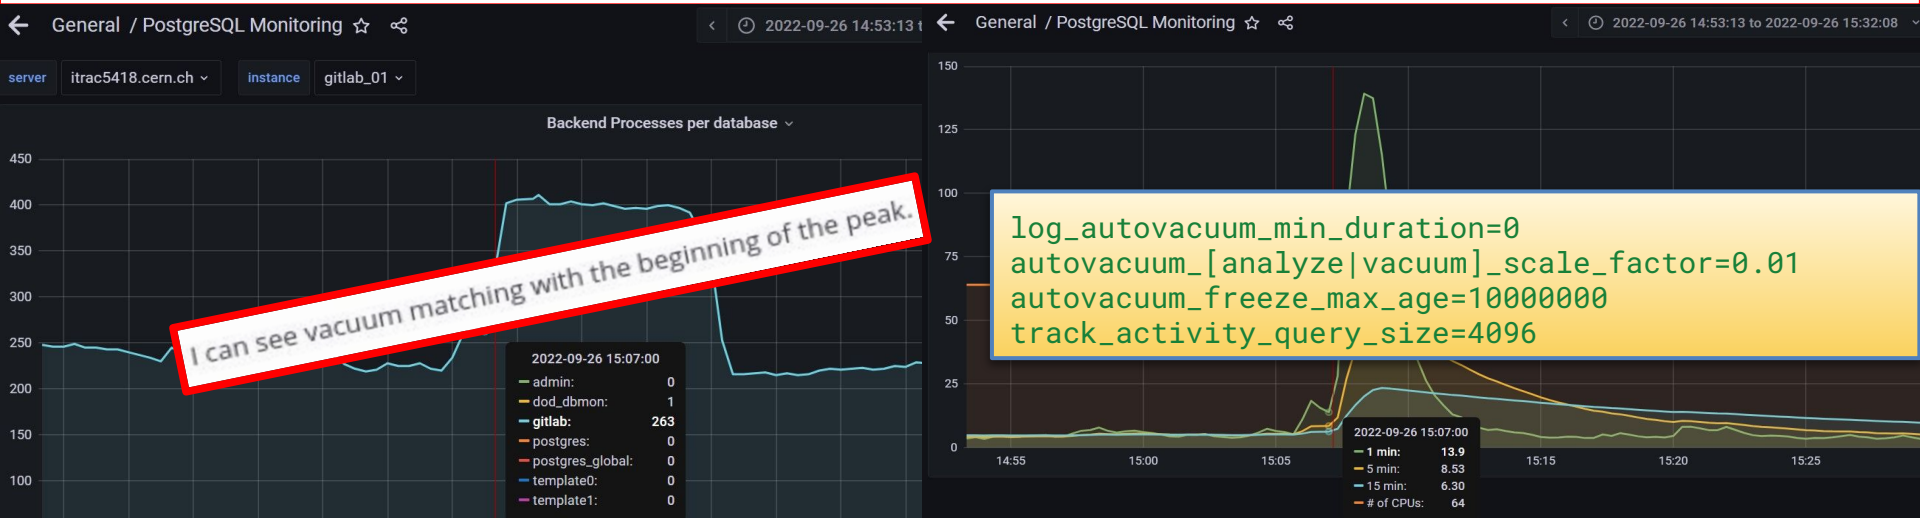 General / PostgreSQL Monitoring
2022-09-26 14:53:13 t
server
itrac5418.cern.ch
instance
gitlab_01
Backend Processes per database
450
400
350
300
250
200
150
100
I can see vacuum matching with the beginning of the peak.
2022-09-26 15:07:00
admin: 0
dod_dbmon: 1
gitlab: 263
postgres: 0
postgres_global: 0
template0: 0
template1: 0
General / PostgreSQL Monitoring
2022-09-26 14:53:13 to 2022-09-26 15:32:08
150
125
100
75
50
25
0
log_autovacuum_min_duration=0
autovacuum_[analyze|vacuum]_scale_factor=0.01
autovacuum_freeze_max_age=10000000
track_activity_query_size=4096
14:55
15:00
15:05
15:15
15:20
15:25
2022-09-26 15:07:00
1 min: 13.9
5 min: 8.53
15 min: 6.30
# of CPUs: 64